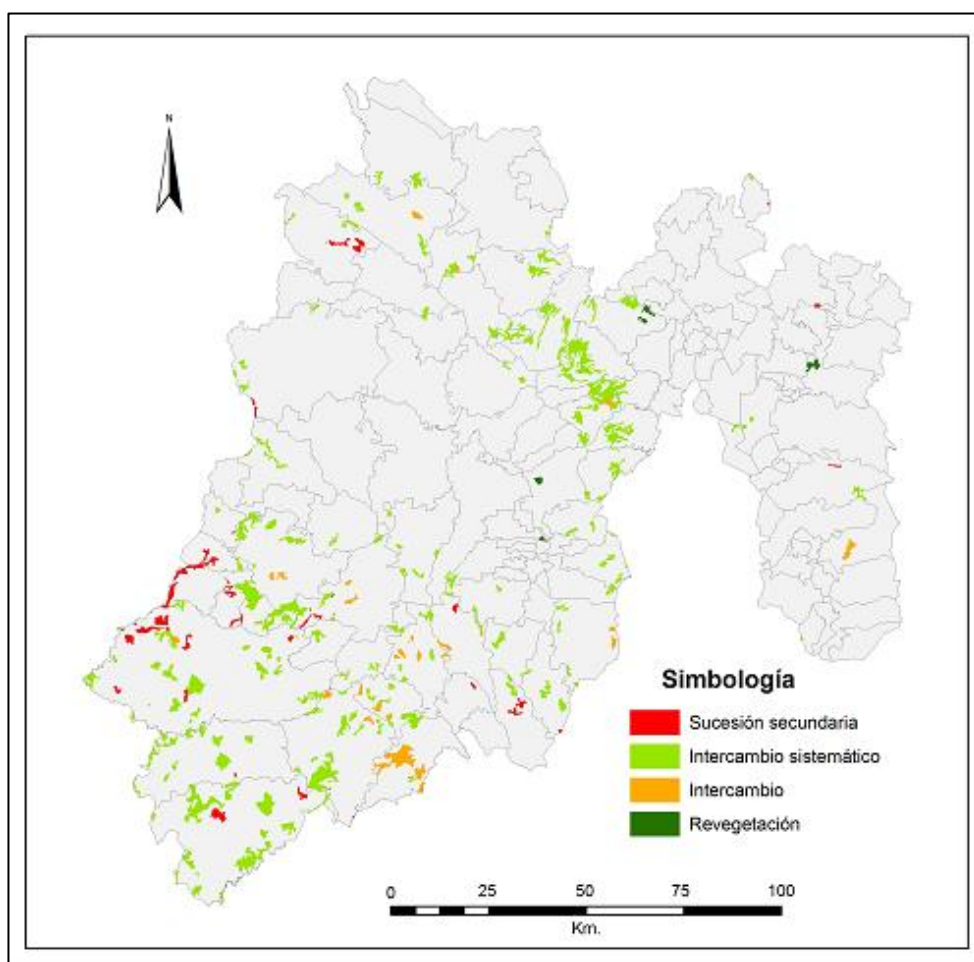 N
Simbología
Sucesión secundaria
Intercambio sistemático
Intercambio
Revegetación
0 25 50 75 100
Km.